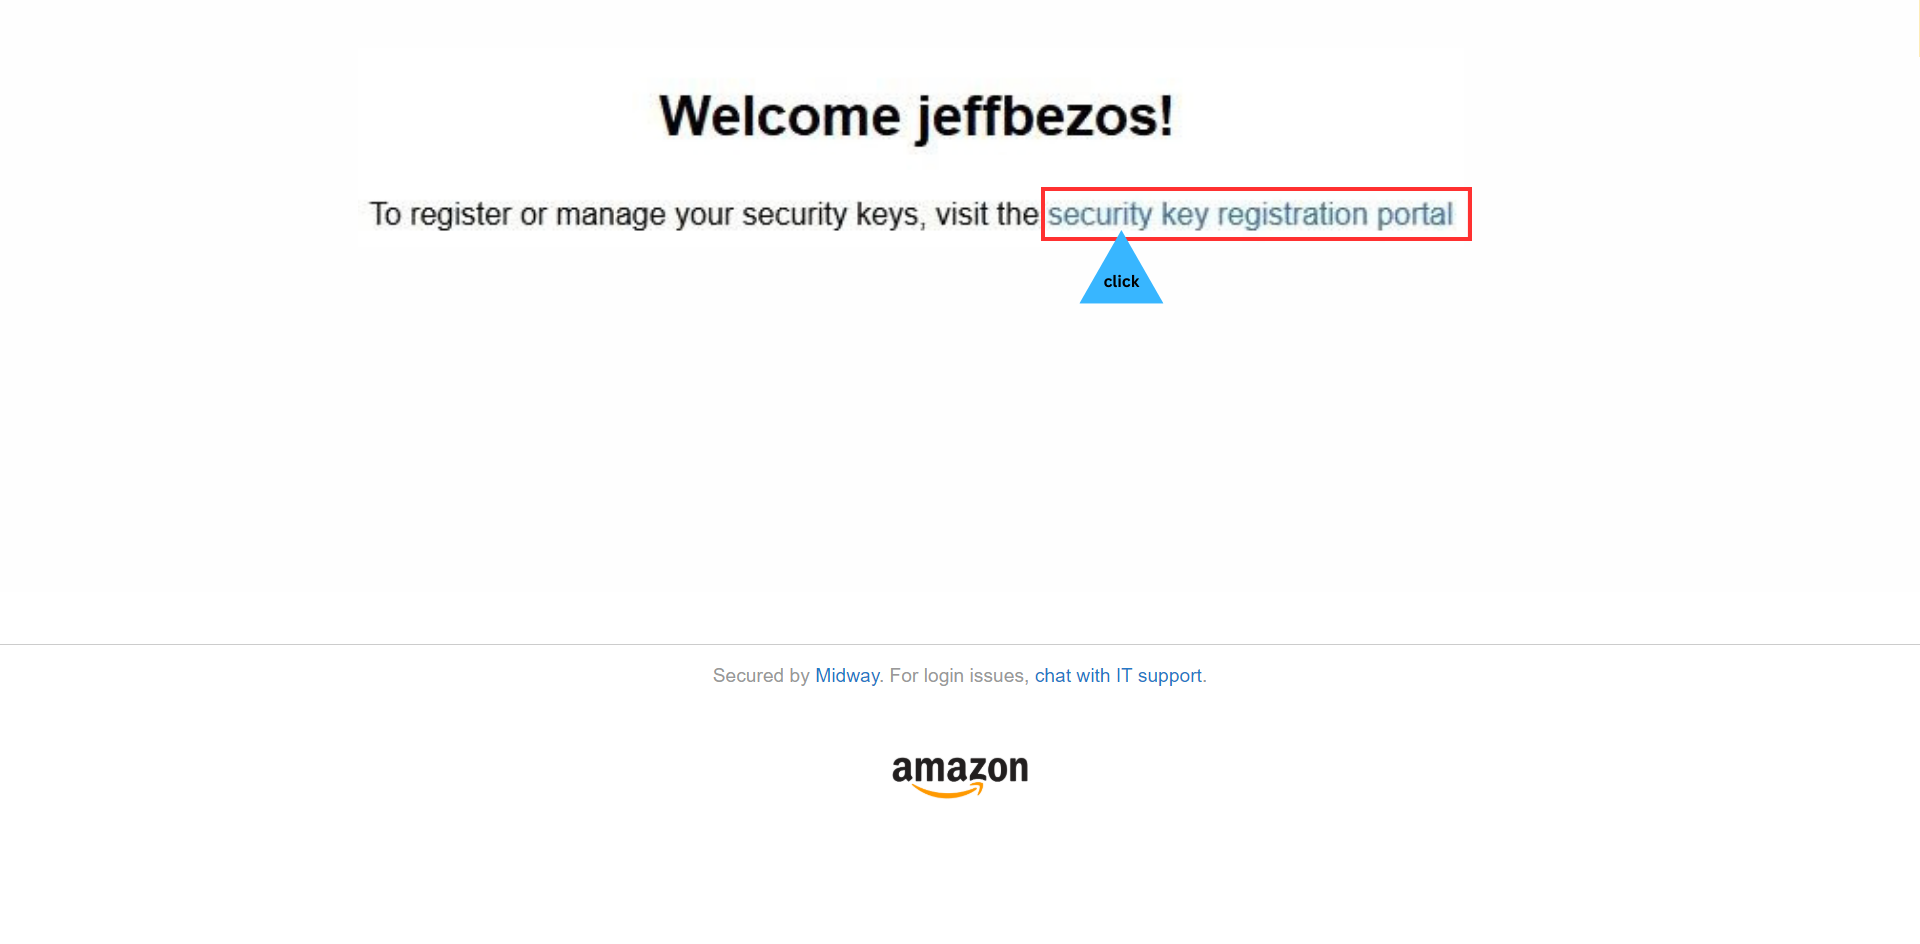 Welcome jeffbezos!
To register or manage your security keys, visit the security key registration portal
click
Secured by Midway. For login issues, chat with IT support.
amazon